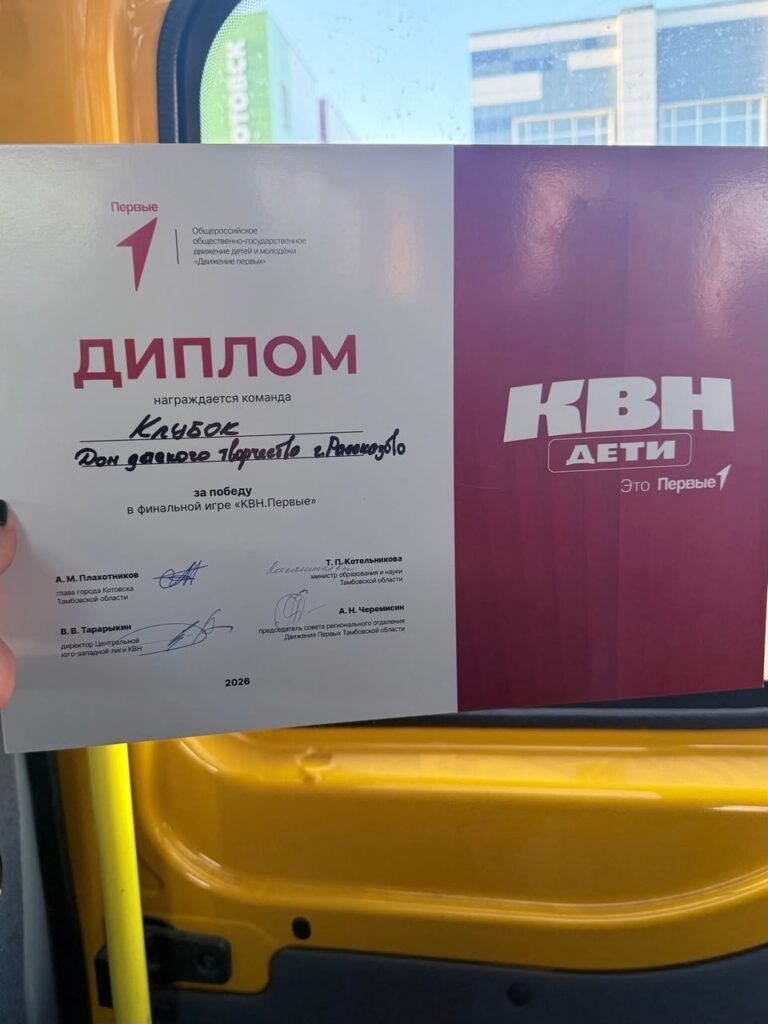 ОТОВСК
Первые
Общероссийское
общественно-государственное
движение детей и молодёжи
«Движение первых»
ДИПЛОМ
награждается команда
Клубок
Дом детского творчества г. Рассказово
за победу
в финальной игре «КВН.Первые»
А. М. Плахотников
глава города Котовска
Тамбовской области
Т. П. Котельникова
министр образования и науки
Тамбовской области
В. В. Тарарыкин
директор Центральной
юго-западной лиги КВН
А. Н. Черемисин
председатель совета регионального отделения
Движения Первых Тамбовской области
2026
КВН
ДЕТИ
Это Первые